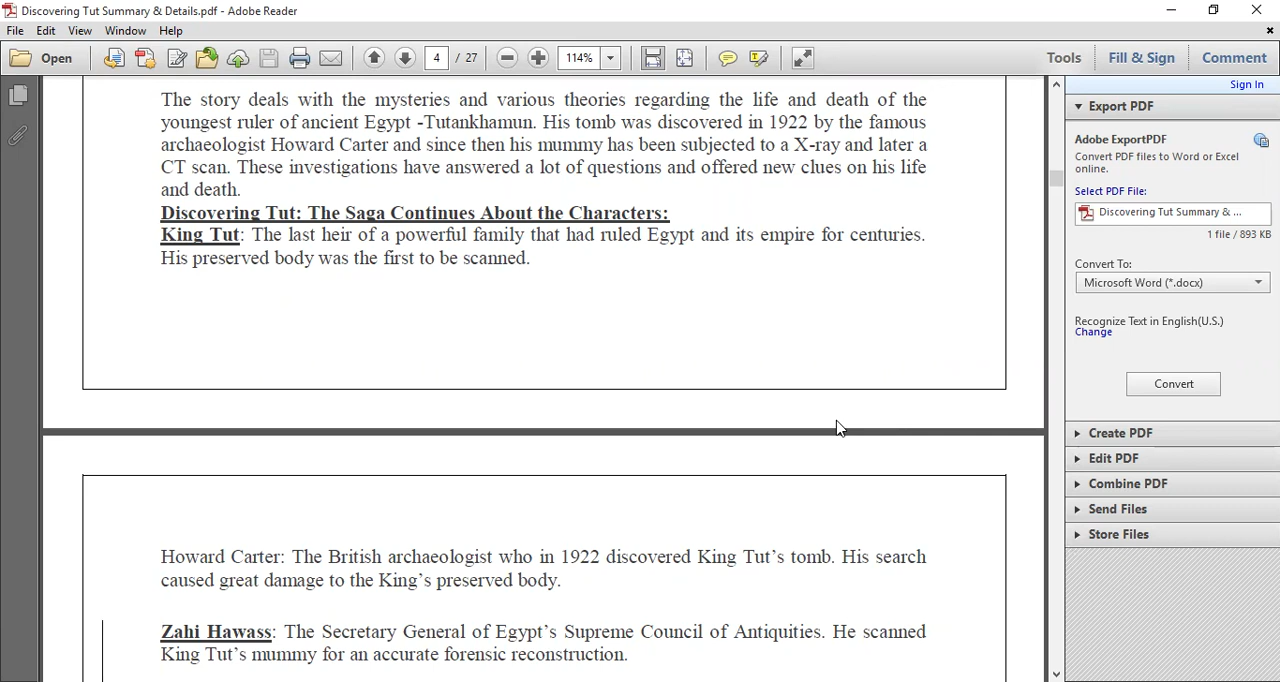 Discovering Tut Summary & Details.pdf - Adobe Reader
File Edit View Window Help
Open 4 / 27 114% Tools Fill & Sign Comment
Sign In
The story deals with the mysteries and various theories regarding the life and death of the
youngest ruler of ancient Egypt -Tutankhamun. His tomb was discovered in 1922 by the famous
archaeologist Howard Carter and since then his mummy has been subjected to a X-ray and later a
CT scan. These investigations have answered a lot of questions and offered new clues on his life
and death.
Discovering Tut: The Saga Continues About the Characters:
King Tut: The last heir of a powerful family that had ruled Egypt and its empire for centuries.
His preserved body was the first to be scanned.
Howard Carter: The British archaeologist who in 1922 discovered King Tut's tomb. His search
caused great damage to the King's preserved body.
Zahi Hawass: The Secretary General of Egypt's Supreme Council of Antiquities. He scanned
King Tut's mummy for an accurate forensic reconstruction.
Export PDF
Adobe ExportPDF
Convert PDF files to Word or Excel
online.
Select PDF File:
Discovering Tut Summary & ...
1 file / 893 KB
Convert To:
Microsoft Word (*.docx)
Recognize Text in English(U.S.)
Change
Convert
Create PDF
Edit PDF
Combine PDF
Send Files
Store Files